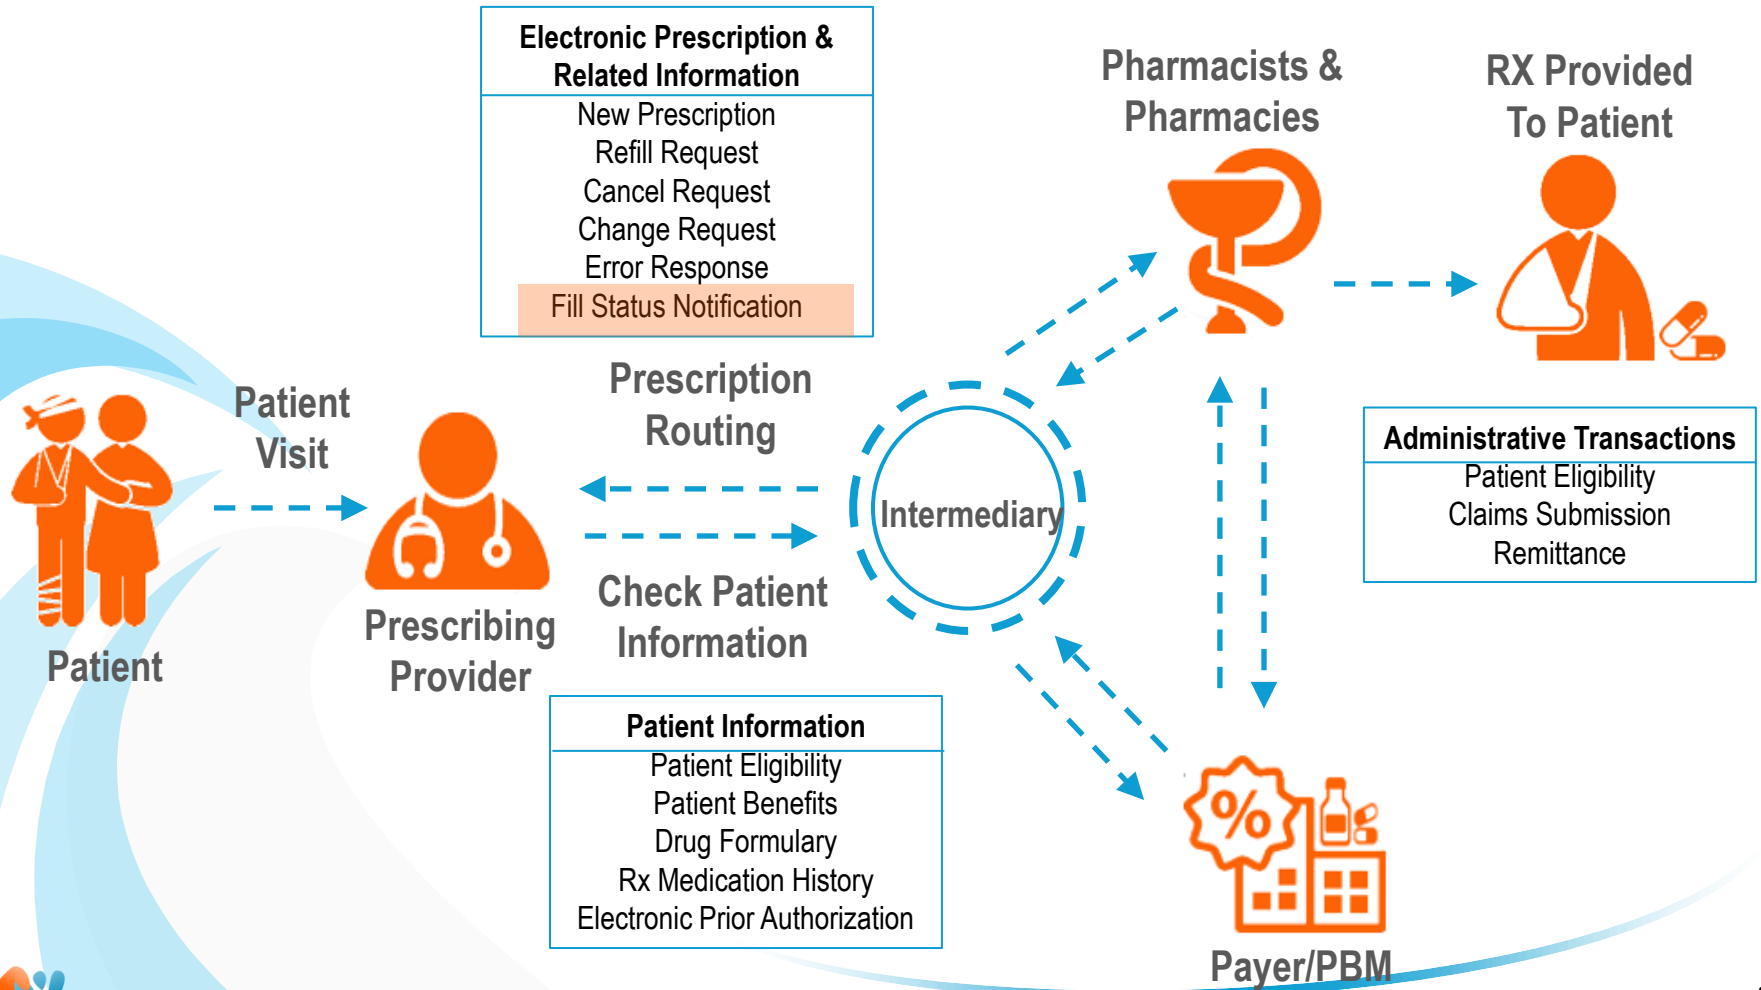 Electronic Prescription &
Related Information
New Prescription
Refill Request
Cancel Request
Change Request
Error Response
Fill Status Notification
Pharmacists &
Pharmacies
RX Provided
To Patient
Patient
Visit
Prescription
Routing
Intermediary
Administrative Transactions
Patient Eligibility
Claims Submission
Remittance
Patient
Prescribing
Provider
Check Patient
Information
Patient Information
Patient Eligibility
Patient Benefits
Drug Formulary
Rx Medication History
Electronic Prior Authorization
%
Payer/PBM